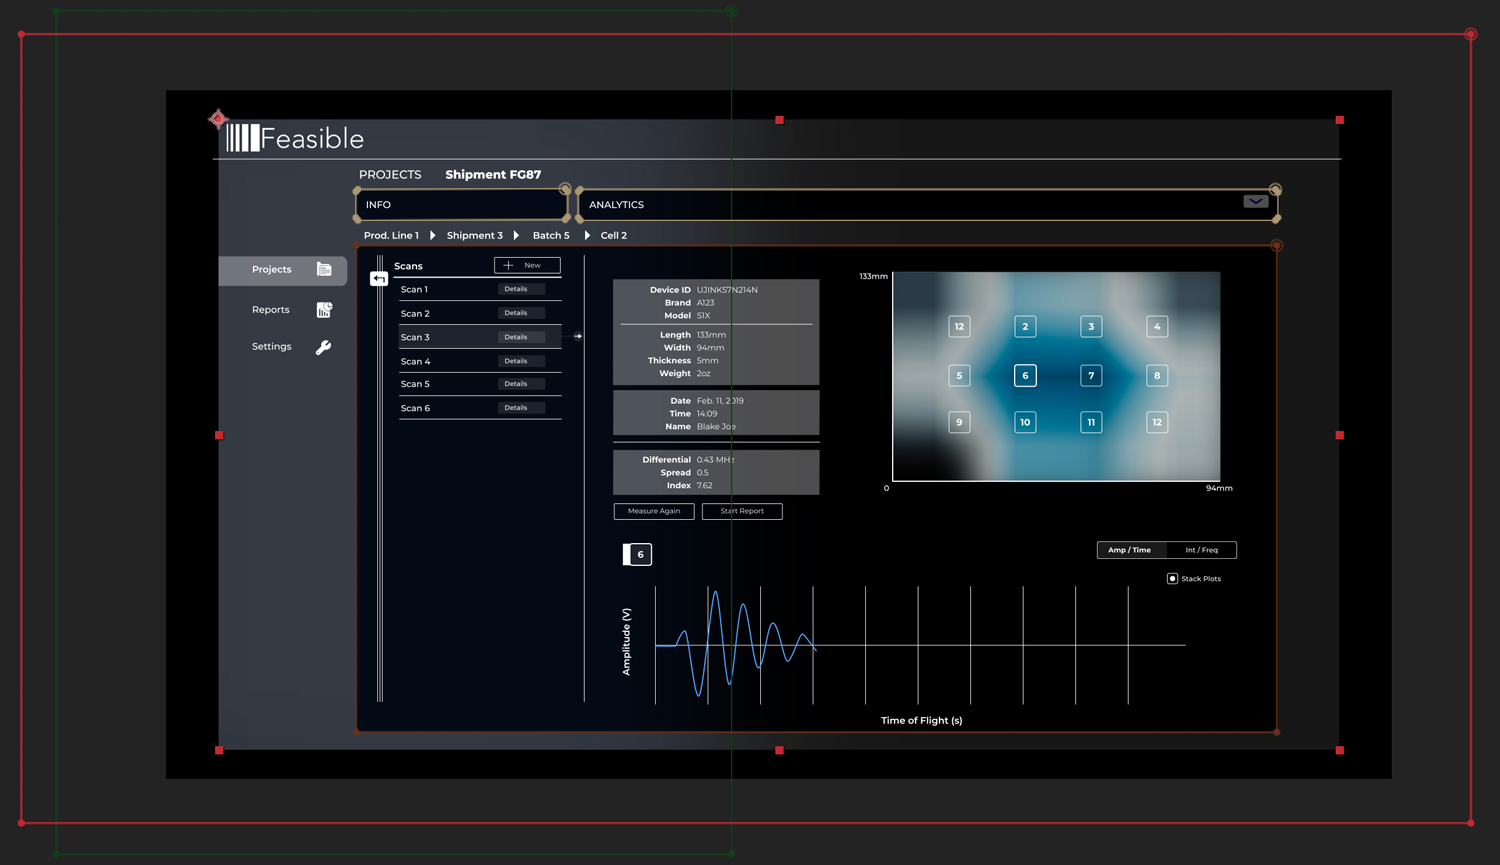 Feasible
PROJECTS Shipment FG87
INFO
ANALYTICS
Prod. Line 1 Shipment 3 Batch 5 Cell 2
Projects
Reports
Settings
Scans
New
Scan 1 Details
Scan 2 Details
Scan 3 Details
Scan 4 Details
Scan 5 Details
Scan 6 Details
Device ID UJINK57N214N
Brand A123
Model S1X
Length 133mm
Width 94mm
Thickness 5mm
Weight 2oz
Date Feb. 11, 2019
Time 14:09
Name Blake Joe
Differential 0.43 MHz
Spread 0.5
Index 7.62
Measure Again
Start Report
133mm
12 2 3 4
5 6 7 8
9 10 11 12
0 94mm
6
Amp / Time Int / Freq
Stack Plots
Amplitude (V)
Time of Flight (s)